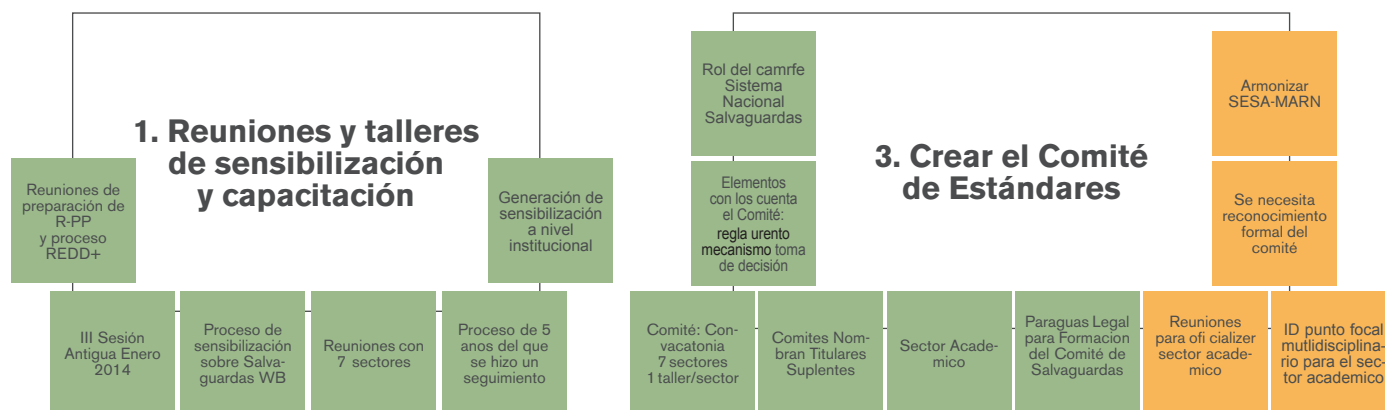 1. Reuniones y talleres
de sensibilización
y capacitación
Reuniones de
preparación de
R-PP
y proceso
REDD+
Generación de
sensibilización
a nivel
institucional
III Sesión
Antigua Enero
2014
Proceso de
sensibilización
sobre Salva-
guardas WB
Reuniones con
7 sectores
Proceso de 5
anos del que
se hizo un
seguimiento
3. Crear el Comité
de Estándares
Rol del camrfe
Sistema
Nacional
Salvaguardas
Armonizar
SESA-MARN
Elementos
con los cuenta
el Comité:
regla urento
mecanismo toma
de decisión
Se necesita
reconocimiento
formal del
comité
Comité: Con-
vacatonia
7 sectores
1 taller/sector
Comites Nom-
bran Titulares
Suplentes
Sector Acade-
mico
Paraguas Legal
para Formacion
del Comité de
Salvaguardas
Reuniones
para ofi cializer
sector acade-
mico
ID punto focal
mutlidisciplina-
rio para el sec-
tor academico